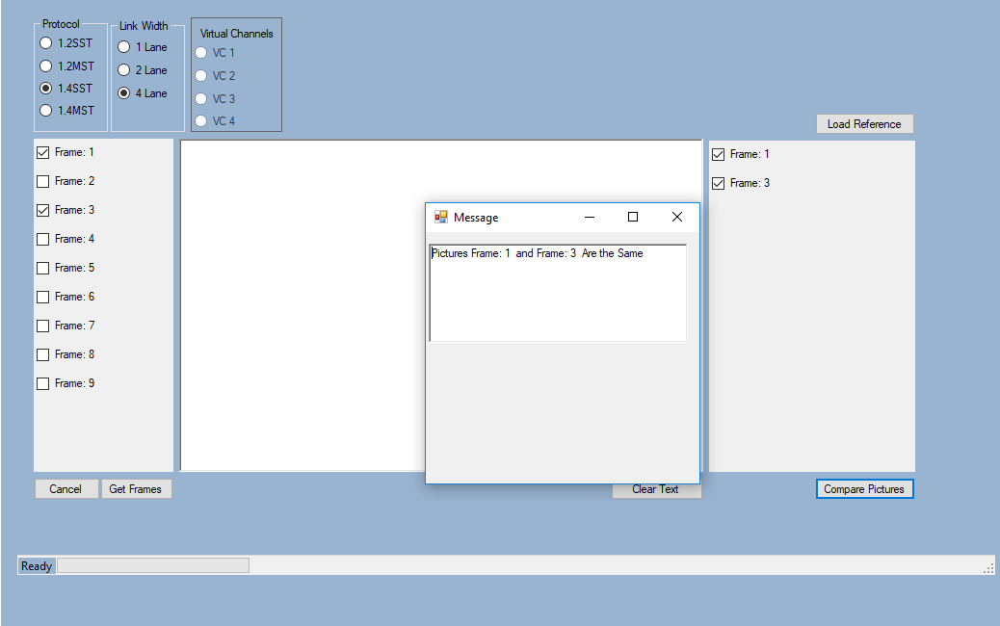 Protocol
1.2SST
1.2MST
1.4SST
1.4MST
Link Width
1 Lane
2 Lane
4 Lane
Virtual Channels
VC 1
VC 2
VC 3
VC 4
Load Reference
Frame: 1
Frame: 2
Frame: 3
Frame: 4
Frame: 5
Frame: 6
Frame: 7
Frame: 8
Frame: 9
Message
Pictures Frame: 1 and Frame: 3 Are the Same
Frame: 1
Frame: 3
Cancel
Get Frames
Clear Text
Compare Pictures
Ready